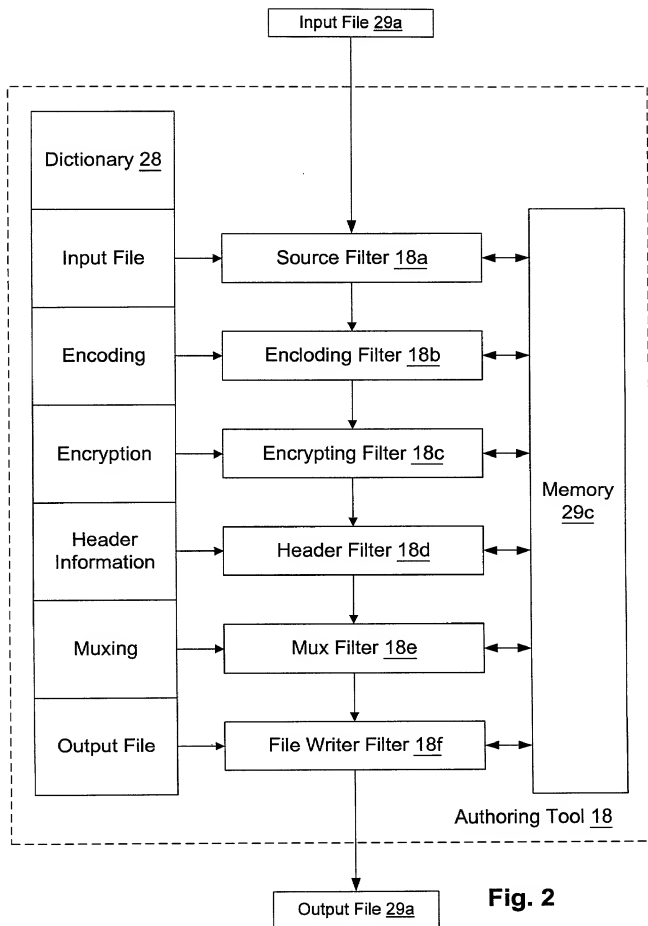 Input File 29a
Dictionary 28
Input File
Source Filter 18a
Encoding
Encloding Filter 18b
Encryption
Encrypting Filter 18c
Memory
29c
Header
Information
Header Filter 18d
Muxing
Mux Filter 18e
Output File
File Writer Filter 18f
Authoring Tool 18
Output File 29a
Fig. 2